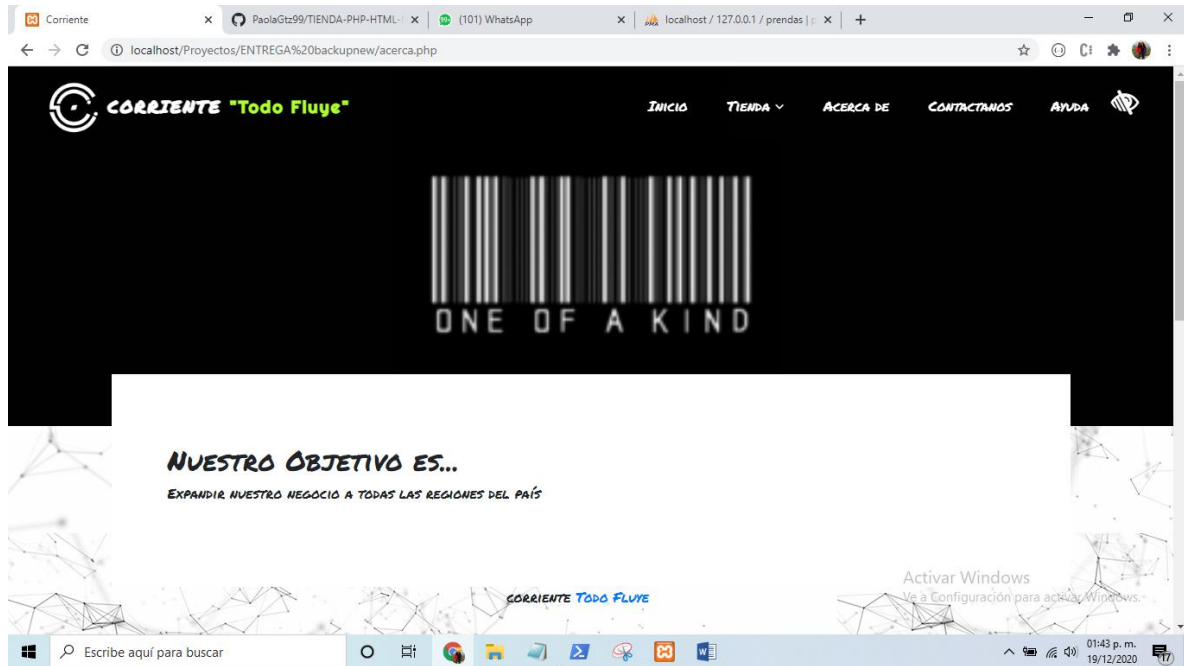 Corriente
PaolaGtz99/TIENDA-PHP-HTML-
(101) WhatsApp
localhost / 127.0.0.1 / prendas | p
localhost/Proyectos/ENTREGA%20backupnew/acerca.php
CORRIENTE "Todo Fluye"
Inicio
Tienda
Acerca de
Contactanos
Ayuda
ONE OF A KIND
Nuestro Objetivo es...
Expandir nuestro negocio a todas las regiones del país
corriente Todo Fluye
Activar Windows
Ve a Configuración para activar Windows.
Escribe aquí para buscar
01:43 p. m.
19/12/2020
17